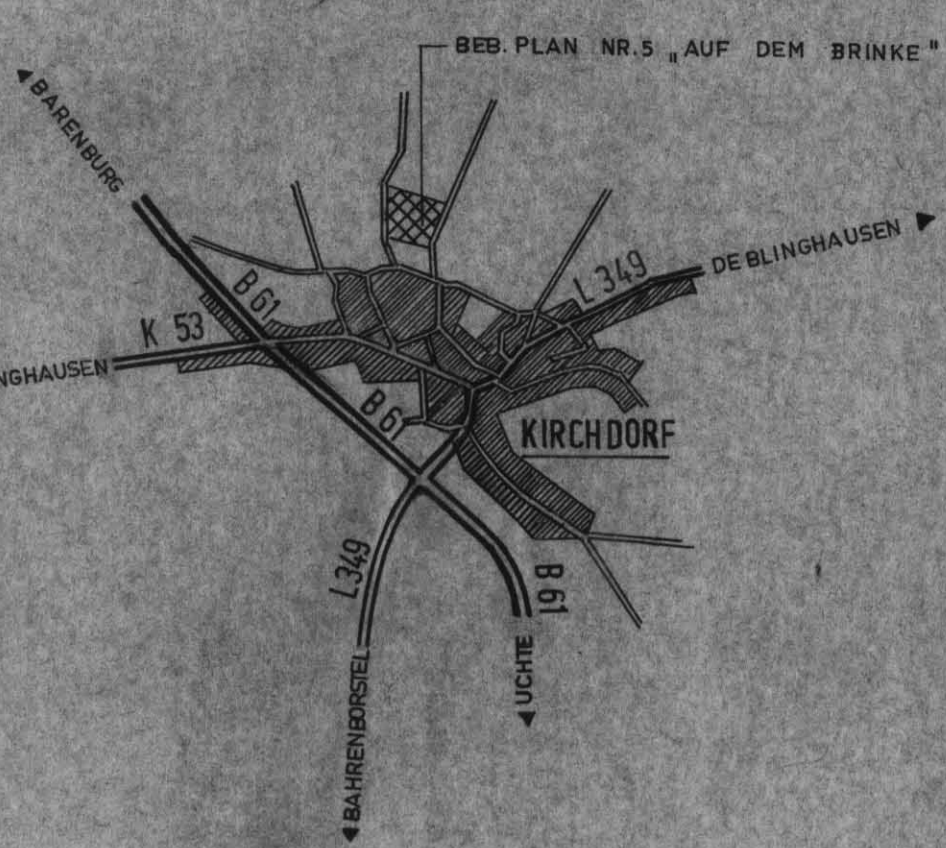 BEB. PLAN NR. 5 „AUF DEM BRINKE"
BARENBURG
DEBLINGHAUSEN
L 349
B 61
K 53
NGHAUSEN
B 61
KIRCHDORF
L 349
B 61
UCHTE
BAHRENBORSTEL